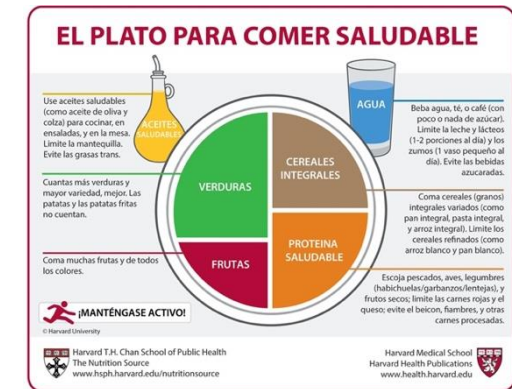 EL PLATO PARA COMER SALUDABLE
Use aceites saludables
(como aceite de oliva y
colza) para cocinar, en
ensaladas, y en la mesa.
Limite la mantequilla.
Evite las grasas trans.
ACEITES
SALUDABLES
AGUA
Beba agua, té, o café (con
poco o nada de azúcar).
Limite la leche y lácteos
(1-2 porciones al día) y los
zumos (1 vaso pequeño al
día). Evite las bebidas
azucaradas.
Cuantas más verduras y
mayor variedad, mejor. Las
patatas y las patatas fritas
no cuentan.
VERDURAS
CEREALES
INTEGRALES
Coma cereales (granos)
integrales variados (como
pan integral, pasta integral,
y arroz integral). Limite los
cereales refinados (como
arroz blanco y pan blanco).
Coma muchas frutas y de todos
los colores.
FRUTAS
PROTEINA
SALUDABLE
Escoja pescados, aves, legumbres
(habichuelas/garbanzos/lentejas), y
frutos secos; limite las carnes rojas y el
queso; evite el beicon, fiambres, y otras
carnes procesadas.
¡MANTÉNGASE ACTIVO!
© Harvard University
Harvard T.H. Chan School of Public Health
The Nutrition Source
www.hsph.harvard.edu/nutritionsource
Harvard Medical School
Harvard Health Publications
www.health.harvard.edu